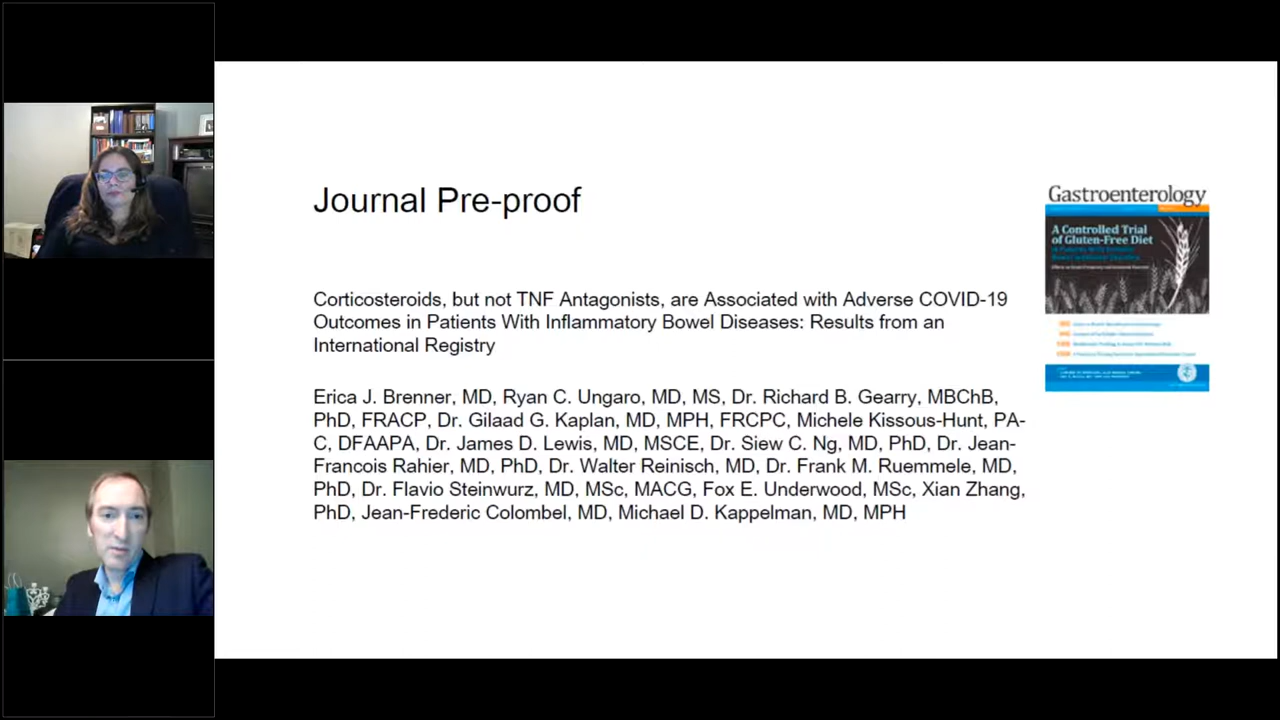 Journal Pre-proof
Corticosteroids, but not TNF Antagonists, are Associated with Adverse COVID-19
Outcomes in Patients With Inflammatory Bowel Diseases: Results from an
International Registry
Erica J. Brenner, MD, Ryan C. Ungaro, MD, MS, Dr. Richard B. Gearry, MBChB,
PhD, FRACP, Dr. Gilaad G. Kaplan, MD, MPH, FRCPC, Michele Kissous-Hunt, PA-
C, DFAAPA, Dr. James D. Lewis, MD, MSCE, Dr. Siew C. Ng, MD, PhD, Dr. Jean-
Francois Rahier, MD, PhD, Dr. Walter Reinisch, MD, Dr. Frank M. Ruemmele, MD,
PhD, Dr. Flavio Steinwurz, MD, MSc, MACG, Fox E. Underwood, MSc, Xian Zhang,
PhD, Jean-Frederic Colombel, MD, Michael D. Kappelman, MD, MPH
Gastroenterology
A Controlled Trial
of Gluten-Free Diet